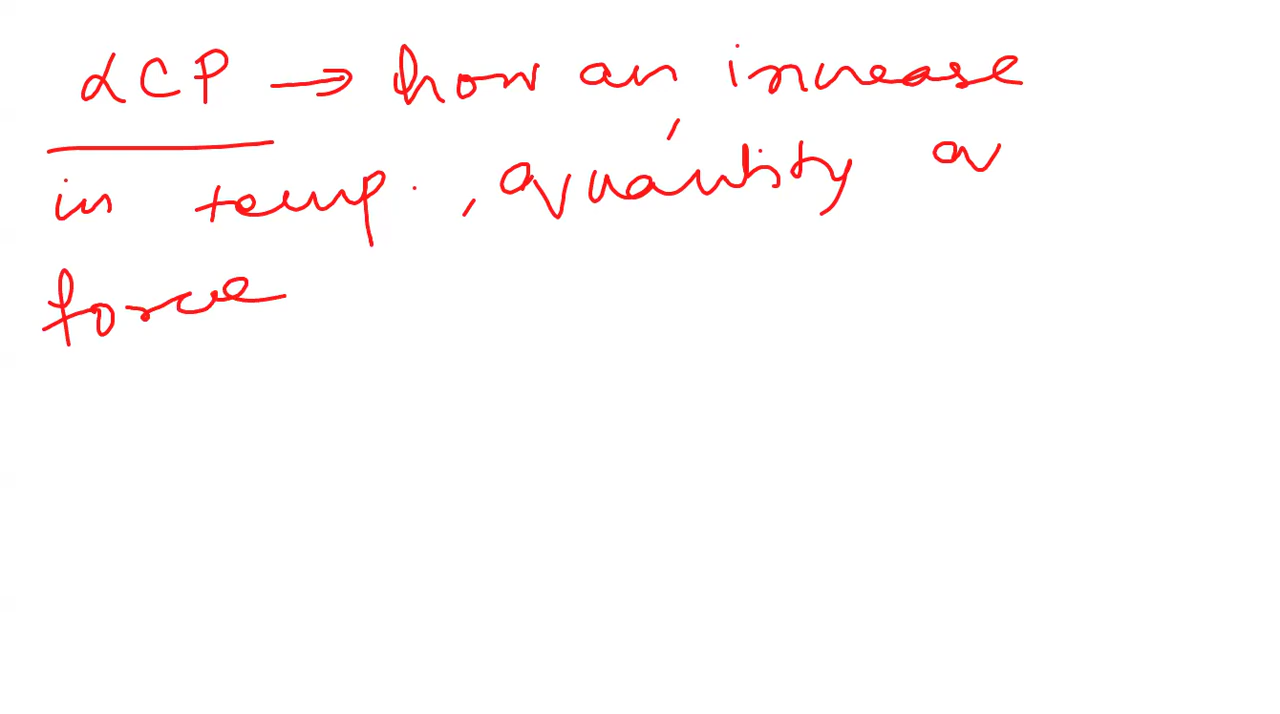 LCP → how an increase
in temp., quantity or
force